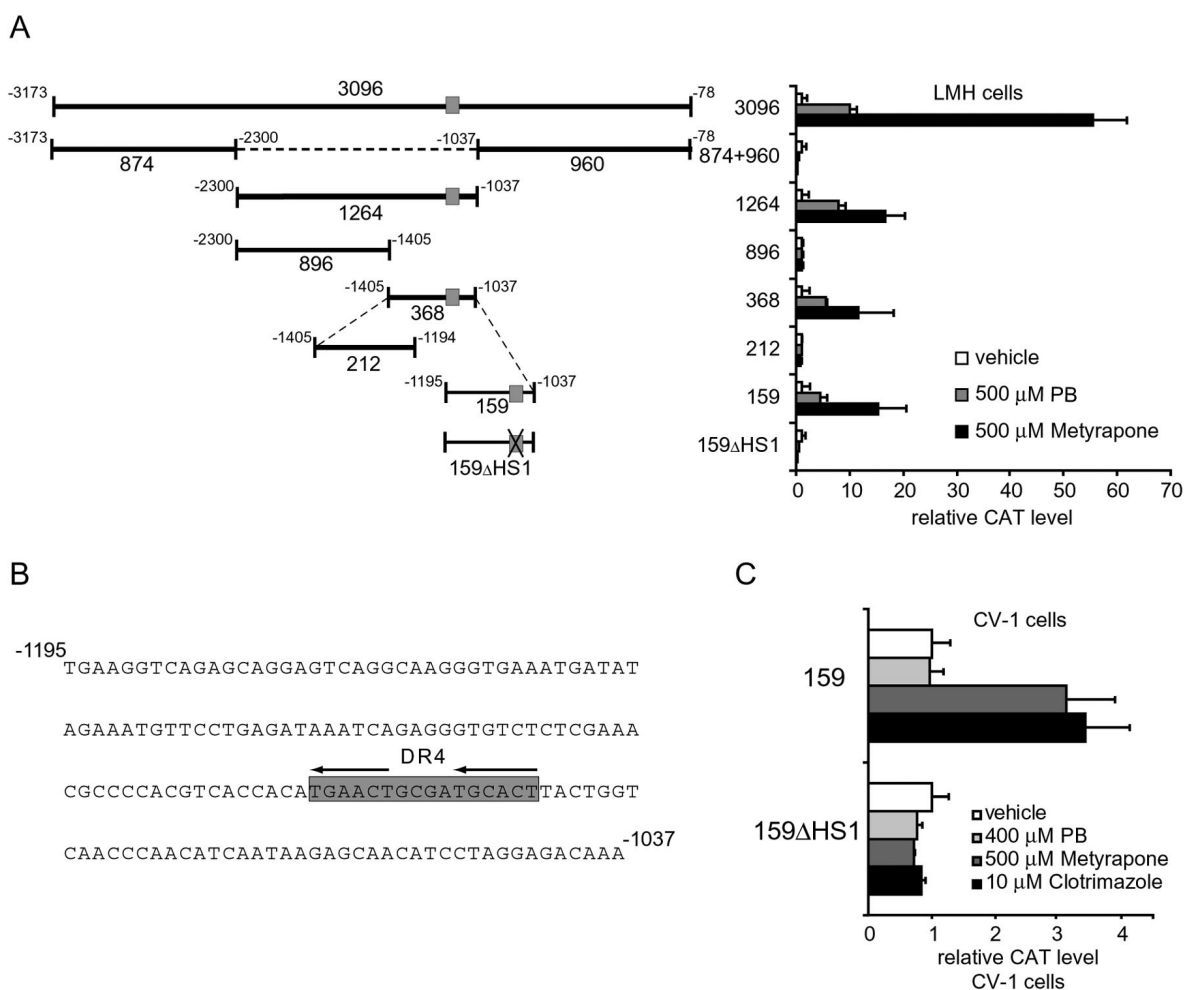 A
-3173 3096 -78
-3173 -2300 -1037 -78
874 960
-2300 -1037
1264
-2300 -1405
896
-1405 -1037
368
-1405 -1194
212
-1195 -1037
159
159ΔHS1
LMH cells
3096
874+960
1264
896
368
212
159
159ΔHS1
vehicle
500 μM PB
500 μM Metyrapone
0 10 20 30 40 50 60 70
relative CAT level
B
-1195
TGAAGGTCAGAGCAGGAGTCAGGCAAGGGTGAAATGATAT
AGAAATGTTCCTGAGATAAATCAGAGGGTGTCTCTCGAAA
DR4
CGCCCCACGTCACCACATGAACTGCGATGCACTTACTGGT
CAACCCAACATCAATAAGAGCAACATCCTAGGAGACAAA
-1037
C
CV-1 cells
159
159ΔHS1
vehicle
400 μM PB
500 μM Metyrapone
10 μM Clotrimazole
0 1 2 3 4
relative CAT level
CV-1 cells